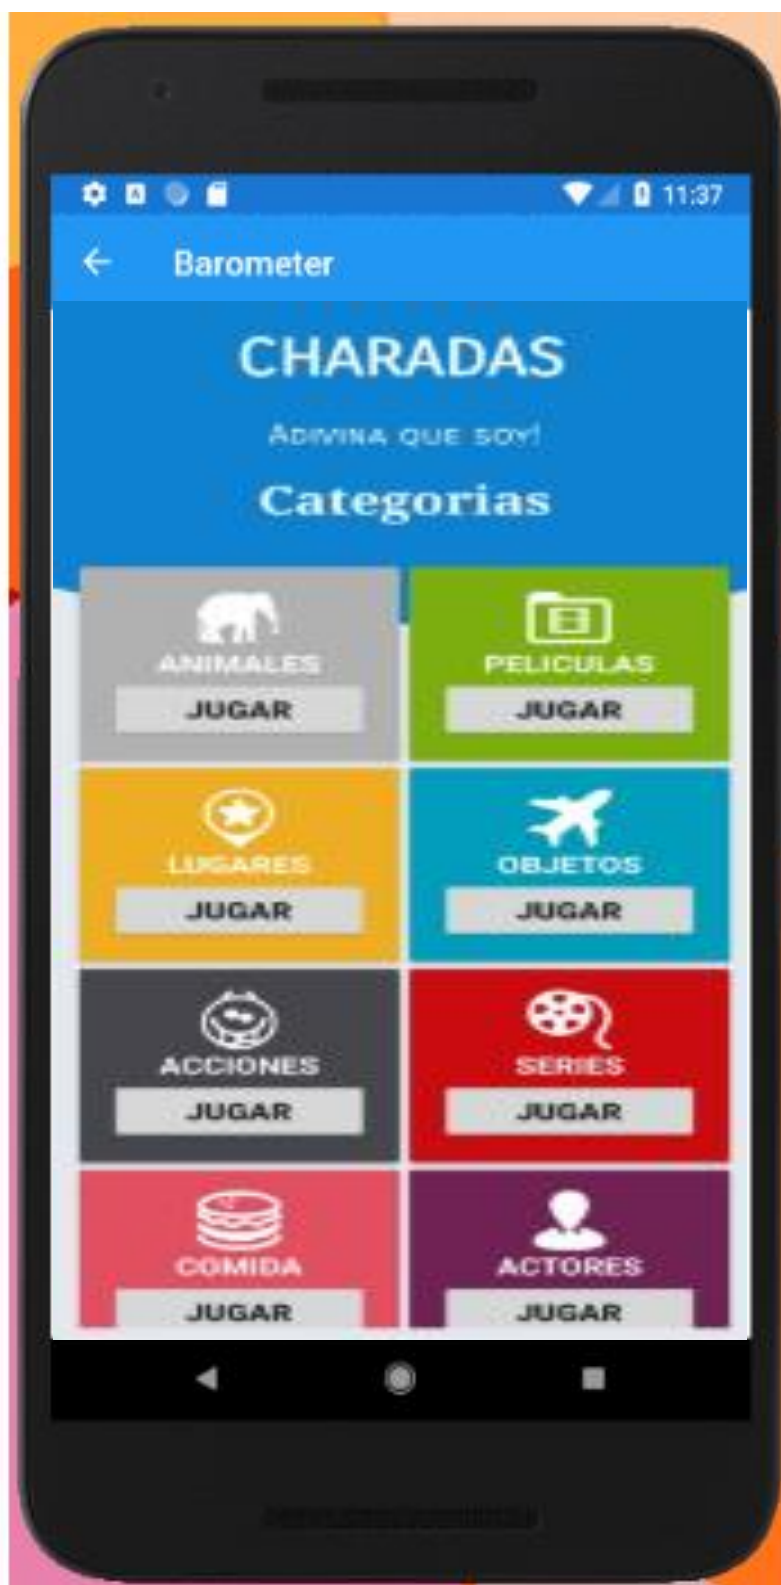 11:37
Barometer
CHARADAS
ADIVINA QUE SOY!
Categorias
ANIMALES
PELICULAS
JUGAR
JUGAR
LUGARES
OBJETOS
JUGAR
JUGAR
ACCIONES
SERIES
JUGAR
JUGAR
COMIDA
ACTORES
JUGAR
JUGAR